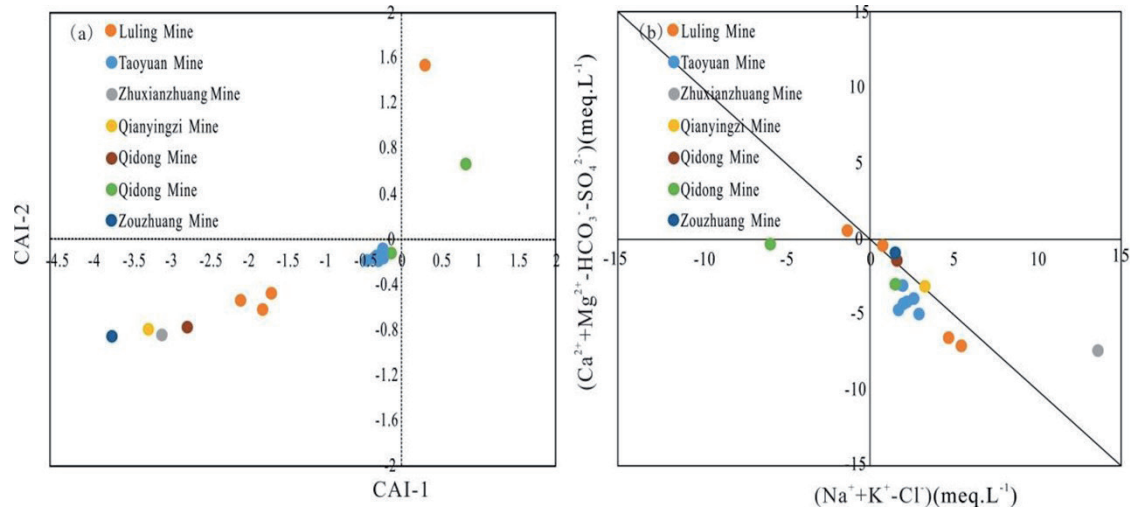 (a)
Luling Mine
Taoyuan Mine
Zhuxianzhuang Mine
Qianyingzi Mine
Qidong Mine
Qidong Mine
Zouzhuang Mine
2
1.6
1.2
0.8
0.4
0
-0.4
-0.8
-1.2
-1.6
-2
-4.5 -4 -3.5 -3 -2.5 -2 -1.5 -1 -0.5 0 0.5 1 1.5 2
CAI-2
CAI-1
(b)
Luling Mine
Taoyuan Mine
Zhuxianzhuang Mine
Qianyingzi Mine
Qidong Mine
Qidong Mine
Zouzhuang Mine
15
10
5
0
-5
-10
-15
-15 -10 -5 0 5 10 15
(Ca²⁺+Mg²⁺-HCO₃⁻-SO₄²⁻)(meq.L⁻¹)
(Na⁺+K⁺-Cl⁻)(meq.L⁻¹)